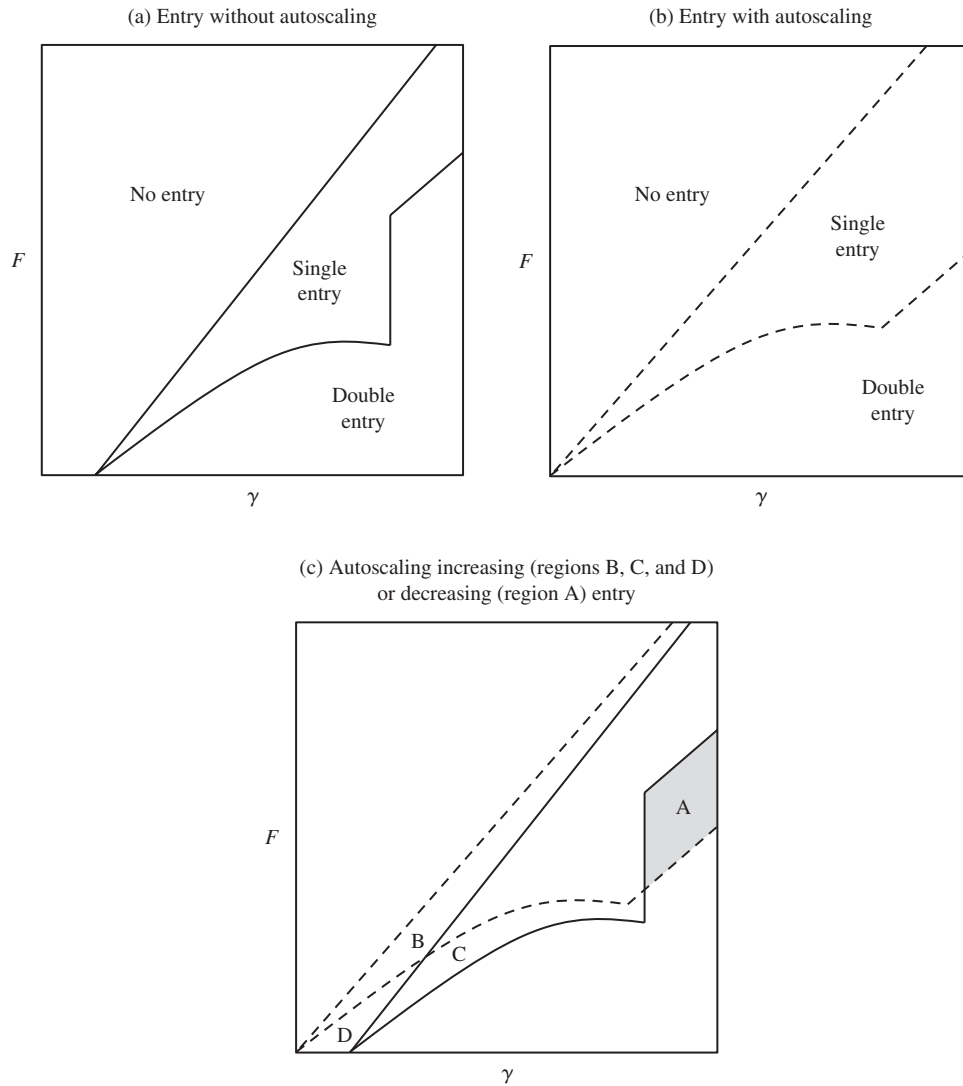 (a) Entry without autoscaling
No entry
Single
entry
Double
entry
F
γ
(b) Entry with autoscaling
No entry
Single
entry
Double
entry
F
γ
(c) Autoscaling increasing (regions B, C, and D)
or decreasing (region A) entry
A
B
C
D
F
γ